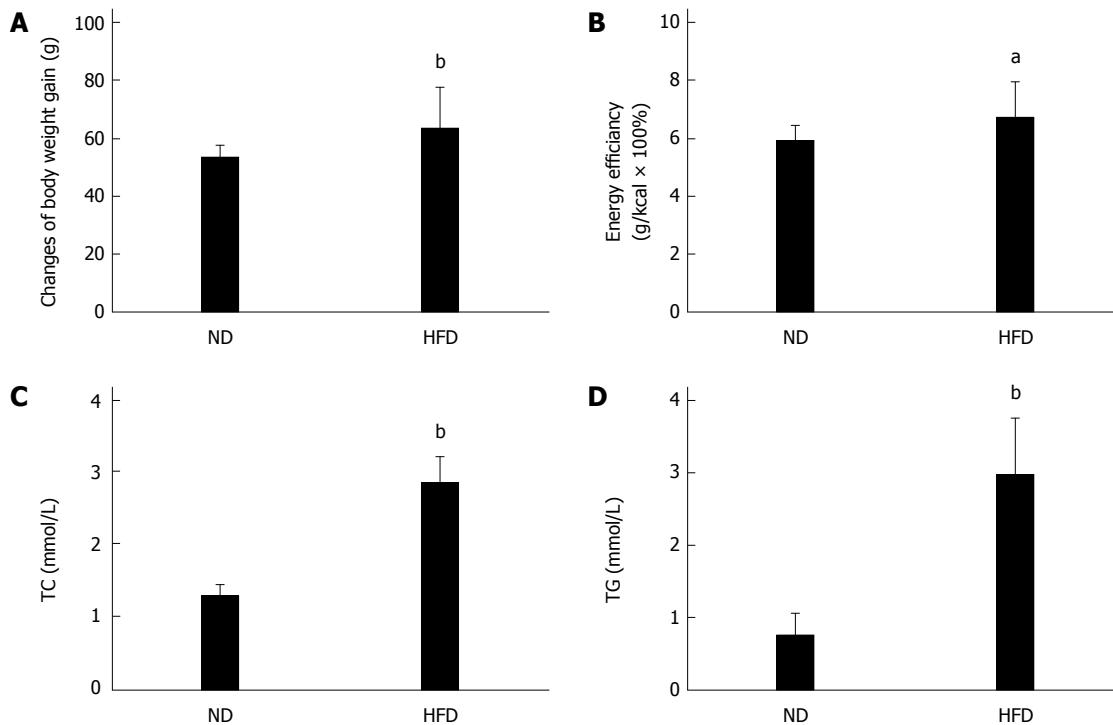 A
Changes of body weight gain (g)
100
80
60
40
20
0
b
ND
HFD
B
Energy efficiancy
(g/kcal × 100%)
10
8
6
4
2
0
a
ND
HFD
C
TC (mmol/L)
4
3
2
1
0
b
ND
HFD
D
TG (mmol/L)
4
3
2
1
0
b
ND
HFD